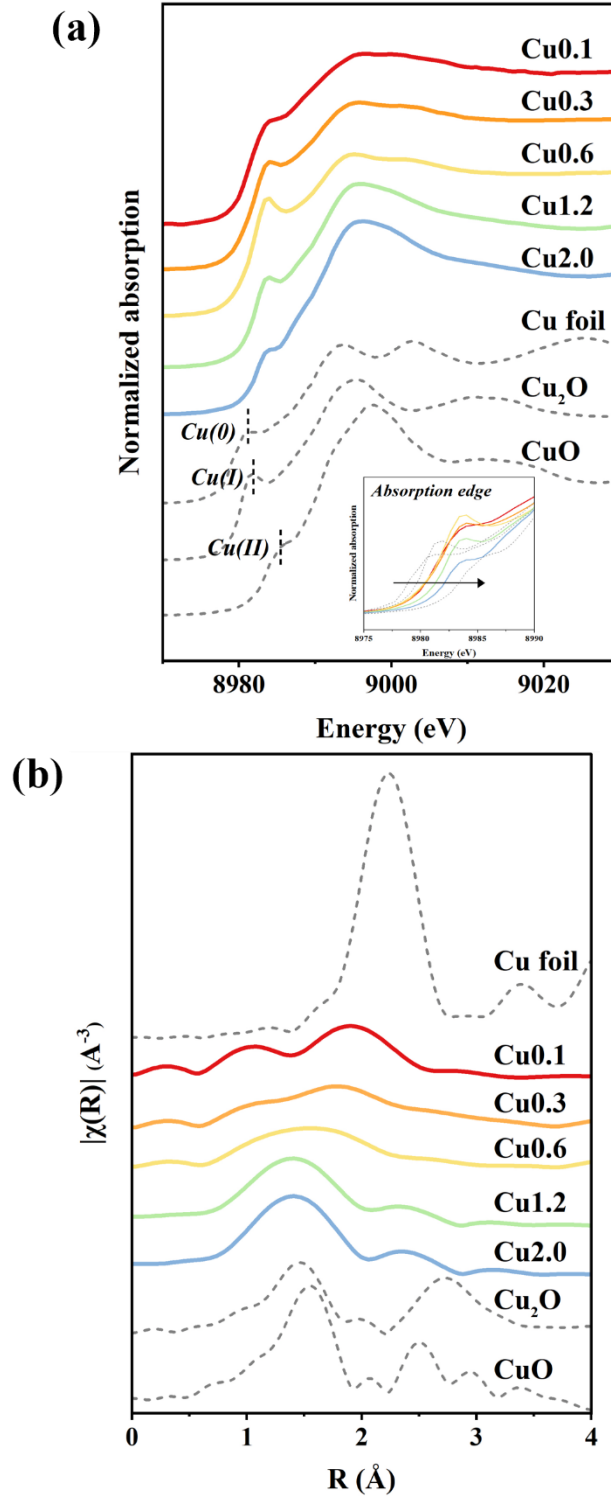 (a)
Cu0.1
Cu0.3
Cu0.6
Cu1.2
Cu2.0
Cu foil
Cu₂O
CuO
Cu(0)
Cu(I)
Cu(II)
Normalized absorption
Absorption edge
Normalized absorption
8975 8980 8985 8990
Energy (eV)
8980 9000 9020
Energy (eV)
(b)
Cu foil
Cu0.1
Cu0.3
Cu0.6
Cu1.2
Cu2.0
Cu₂O
CuO
|χ(R)| (A⁻³)
0 1 2 3 4
R (Å)